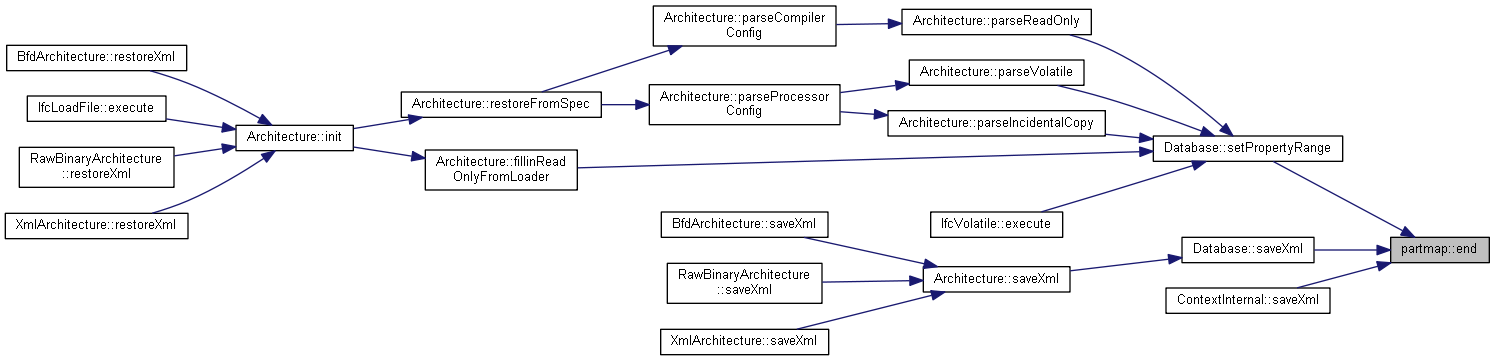 Architecture::parseCompiler
Config
Architecture::parseReadOnly
BfdArchitecture::restoreXml
Architecture::parseVolatile
IfcLoadFile::execute
Architecture::restoreFromSpec
Architecture::parseProcessor
Config
Architecture::parseIncidentalCopy
Architecture::init
Database::setPropertyRange
RawBinaryArchitecture
::restoreXml
Architecture::fillinRead
OnlyFromLoader
XmlArchitecture::restoreXml
BfdArchitecture::saveXml
IfcVolatile::execute
Database::saveXml
partmap::end
RawBinaryArchitecture
::saveXml
Architecture::saveXml
ContextInternal::saveXml
XmlArchitecture::saveXml